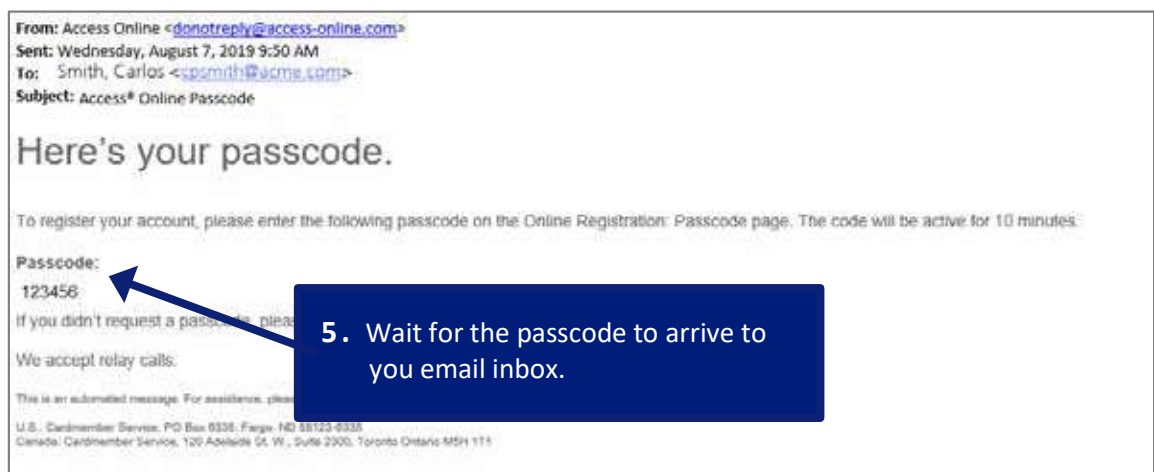 From: Access Online <donotreply@access-online.com>
Sent: Wednesday, August 7, 2019 9:50 AM
To: Smith, Carlos <cpsmith@acme.com>
Subject: Access® Online Passcode
Here's your passcode.
To register your account, please enter the following passcode on the Online Registration: Passcode page. The code will be active for 10 minutes.
Passcode:
123456
If you didn't request a passcode, pleas
5. Wait for the passcode to arrive to
you email inbox.
We accept relay calls.
This is an automated message. For assistance, pleas
U.S.: Cardmember Service, PO Box 6335, Fargo, ND 58123-6335
Canada: Cardmember Service, 120 Adelaide St. W., Suite 2300, Toronto Ontario M5H 1T1